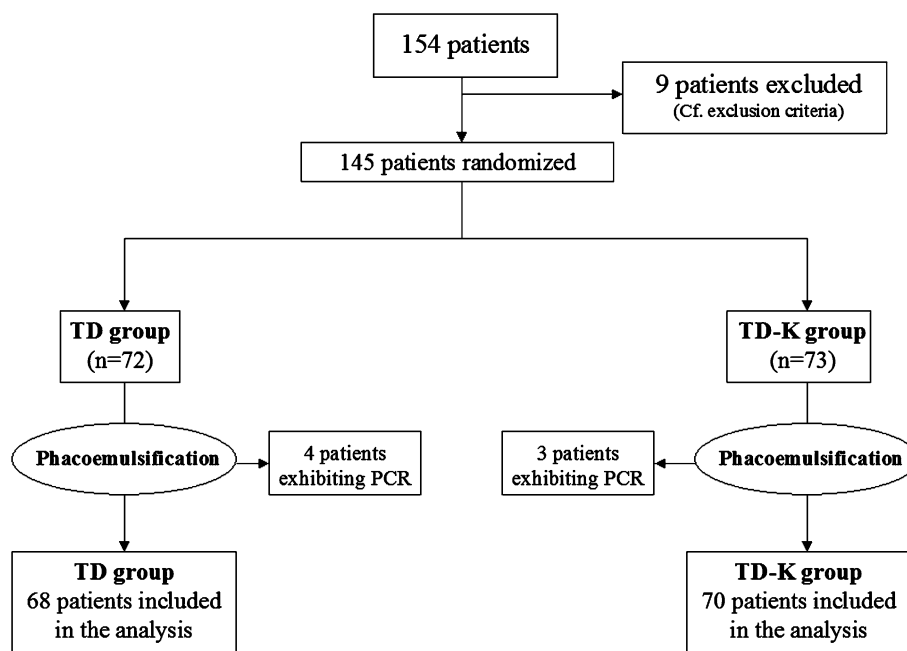 154 patients
9 patients excluded
(Cf. exclusion criteria)
145 patients randomized
TD group
(n=72)
TD-K group
(n=73)
Phacoemulsification
4 patients
exhibiting PCR
3 patients
exhibiting PCR
Phacoemulsification
TD group
68 patients included
in the analysis
TD-K group
70 patients included
in the analysis